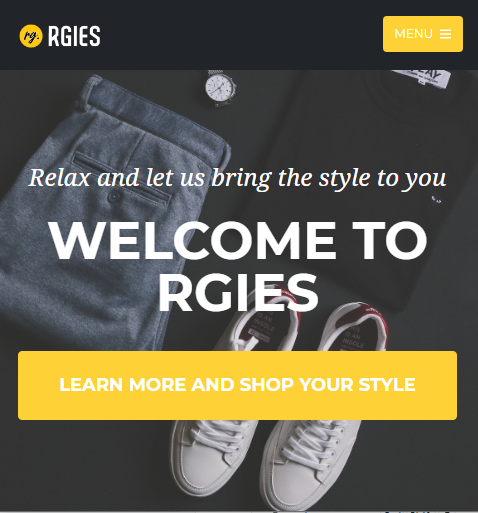 rg. RGIES
MENU
Relax and let us bring the style to you
WELCOME TO
RGIES
LEARN MORE AND SHOP YOUR STYLE